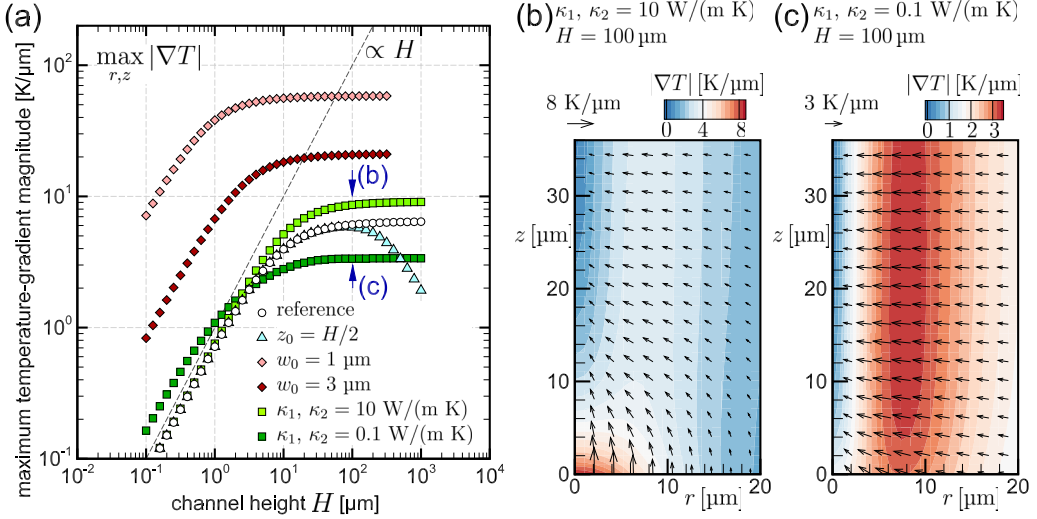 (a)
maximum temperature-gradient magnitude [K/μm]
10²
10¹
10⁰
10⁻¹
max |∇T|
r,z
∝ H
(b)
(c)
reference
z₀ = H/2
w₀ = 1 μm
w₀ = 3 μm
κ₁, κ₂ = 10 W/(m K)
κ₁, κ₂ = 0.1 W/(m K)
10⁻² 10⁻¹ 10⁰ 10¹ 10² 10³ 10⁴
channel height H [μm]
(b) κ₁, κ₂ = 10 W/(m K)
H = 100 μm
8 K/μm
|∇T| [K/μm]
0 4 8
z [μm]
30
20
10
0
0 r [μm] 20
(c) κ₁, κ₂ = 0.1 W/(m K)
H = 100 μm
3 K/μm
|∇T| [K/μm]
0 1 2 3
z [μm]
30
20
10
0
0 10 r [μm] 20